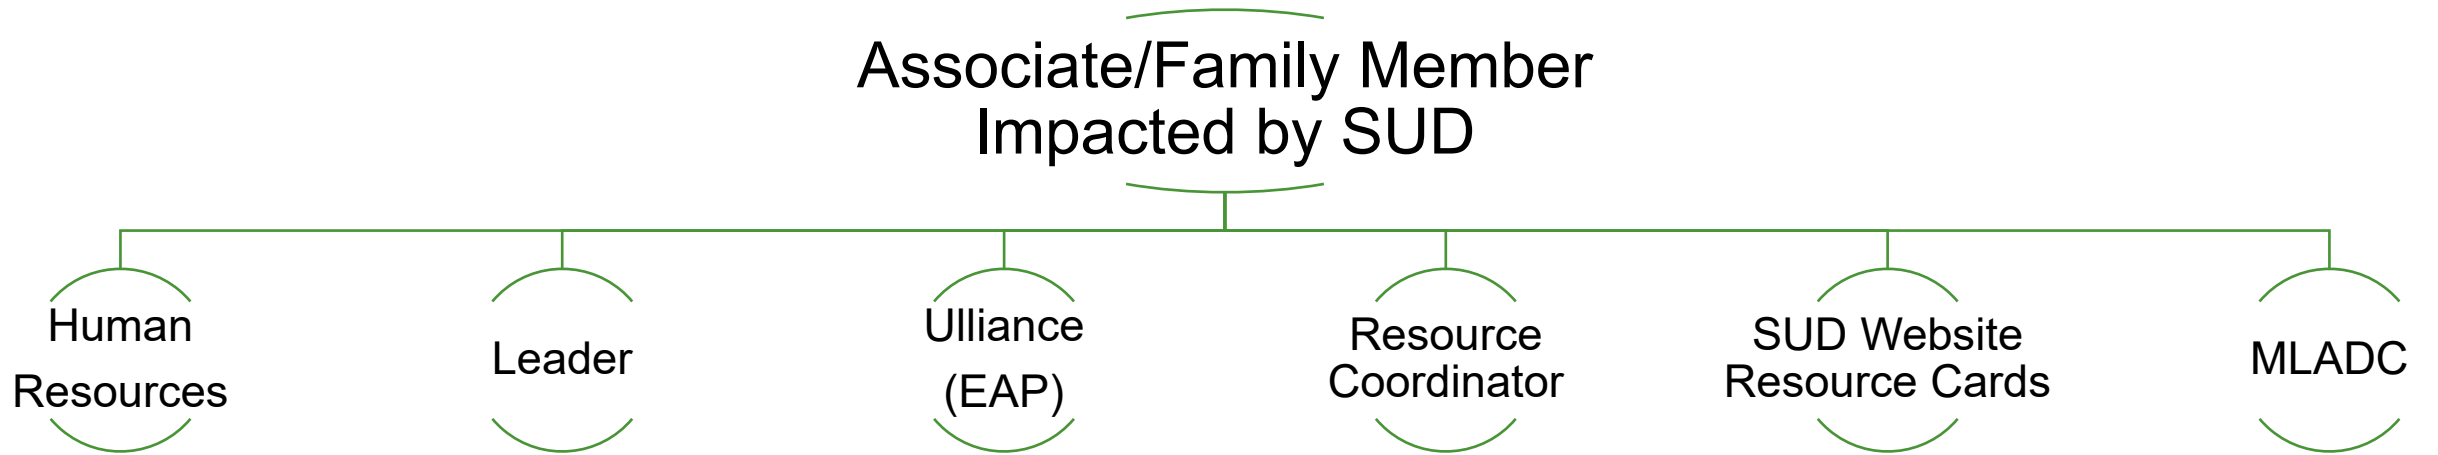 Associate/Family Member
Impacted by SUD
Human
Resources
Leader
Ulliance
(EAP)
Resource
Coordinator
SUD Website
Resource Cards
MLADC